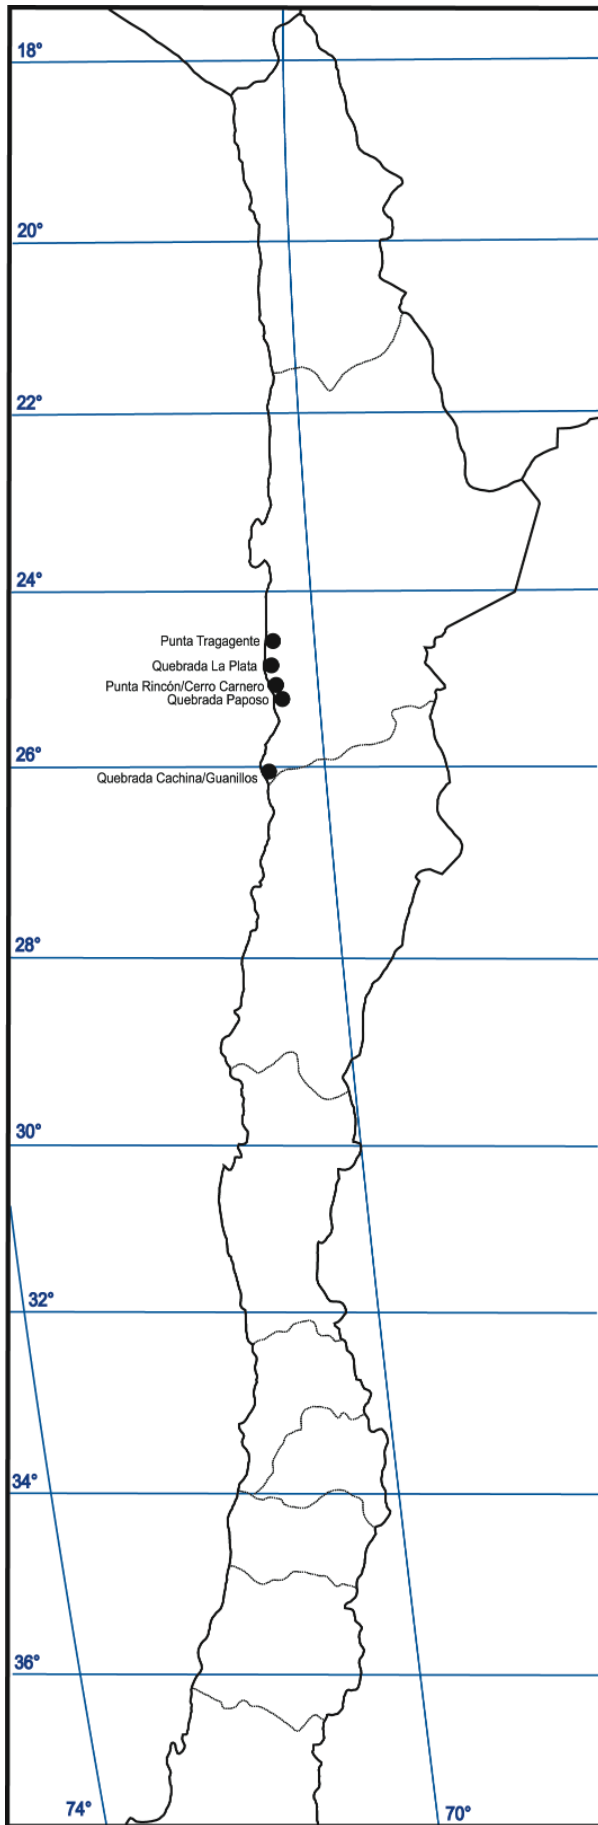 18°
20°
22°
24°
Punta Tragagente
Quebrada La Plata
Punta Rincón/Cerro Carnero
Quebrada Paposo
26°
Quebrada Cachina/Guanillos
28°
30°
32°
34°
36°
74°
70°